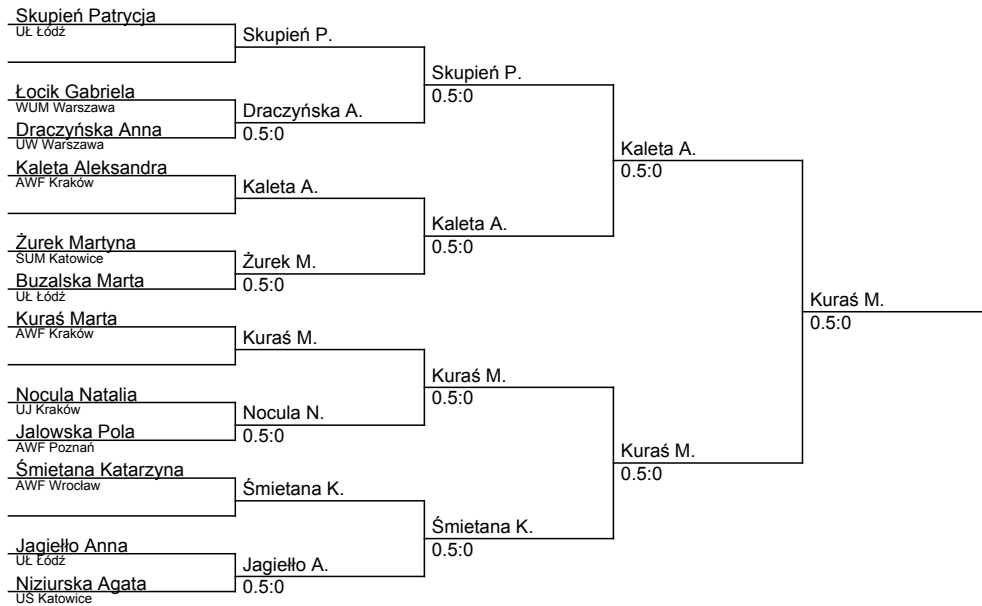 Skupień Patrycja
UŁ Łódź
Skupień P.
Skupień P.
0.5:0
Łocik Gabriela
WUM Warszawa
Draczyńska A.
0.5:0
Draczyńska Anna
UW Warszawa
Kaleta A.
0.5:0
Kaleta Aleksandra
AWF Kraków
Kaleta A.
Kaleta A.
0.5:0
Żurek Martyna
ŚUM Katowice
Żurek M.
0.5:0
Buzalska Marta
UŁ Łódź
Kuraś M.
0.5:0
Kuraś Marta
AWF Kraków
Kuraś M.
Kuraś M.
0.5:0
Nocula Natalia
UJ Kraków
Nocula N.
0.5:0
Jalowska Pola
AWF Poznań
Kuraś M.
0.5:0
Śmietana Katarzyna
AWF Wrocław
Śmietana K.
Śmietana K.
0.5:0
Jagiełło Anna
UŁ Łódź
Jagiełło A.
0.5:0
Niziurska Agata
UŚ Katowice